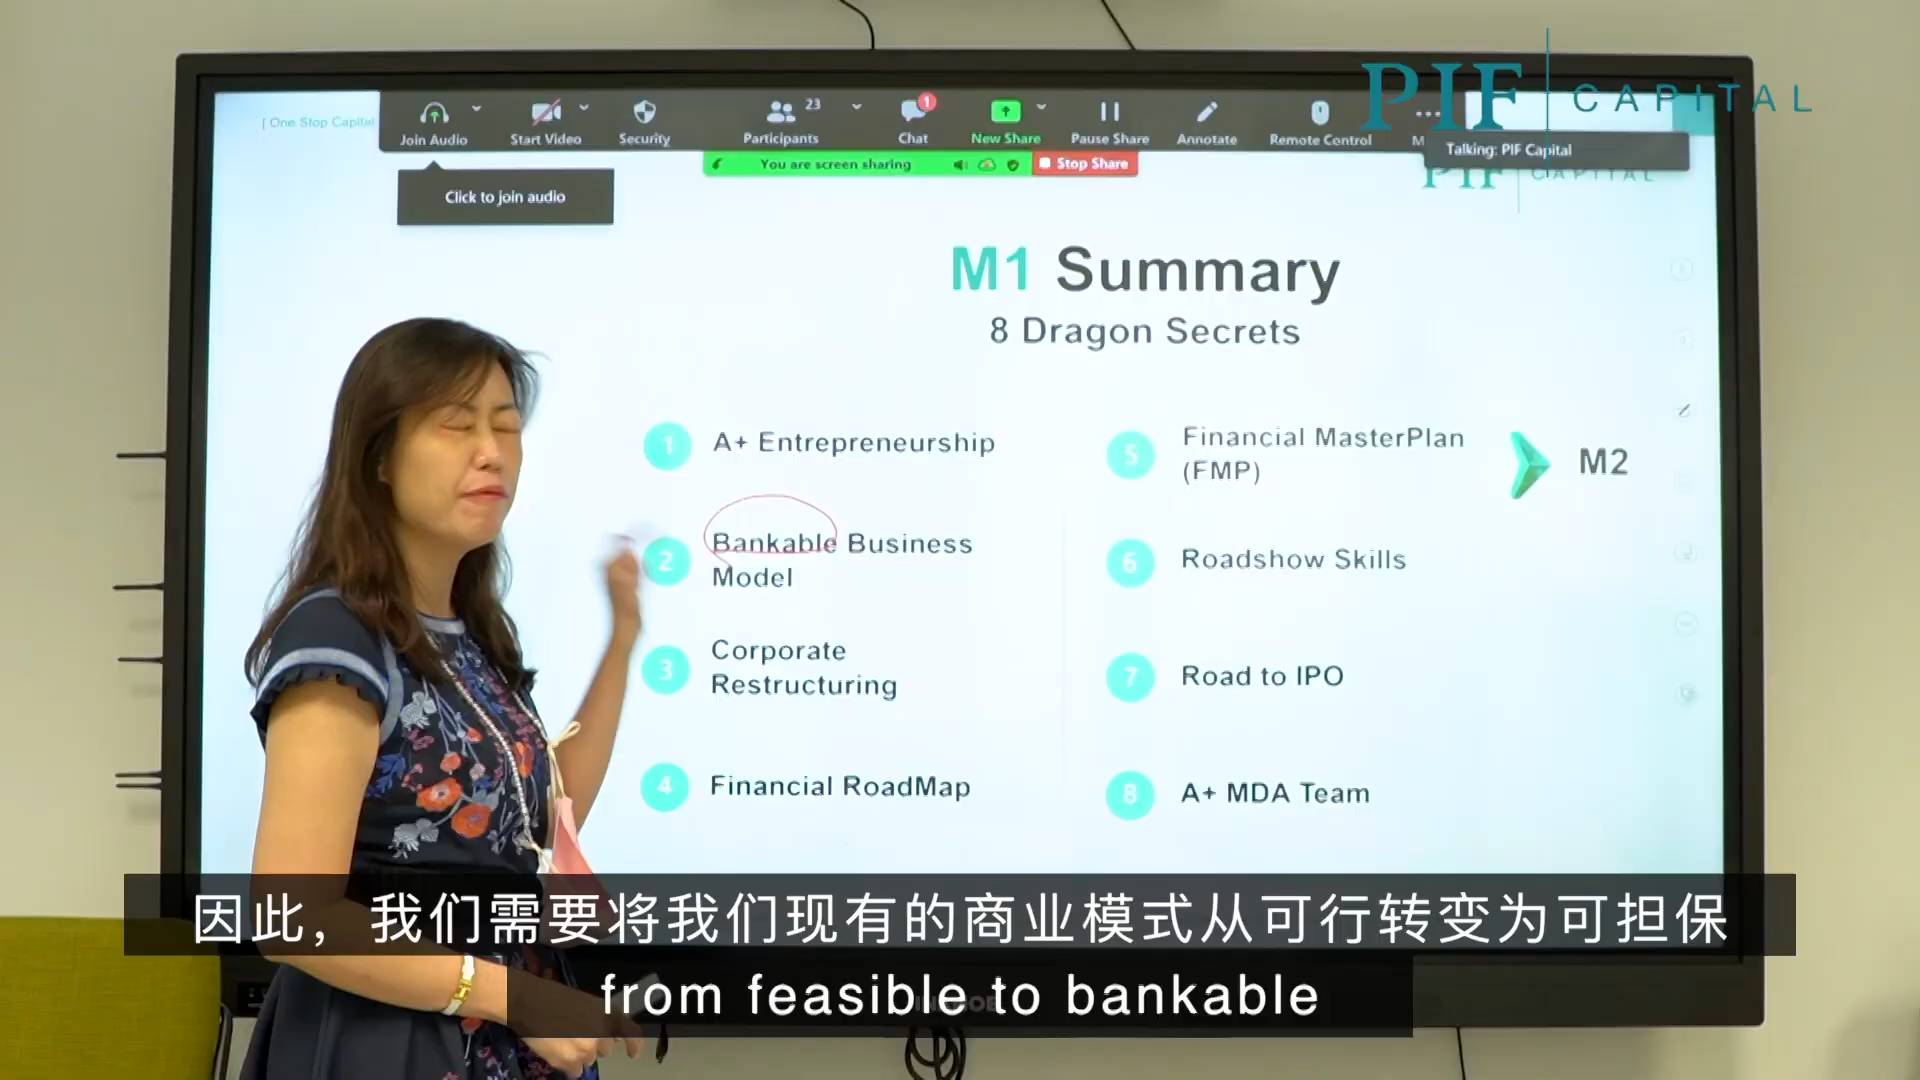 PIF CAPITAL
[ One Stop Capital
Join Audio
Start Video
Security
Participants
23
Chat
1
New Share
Pause Share
Annotate
Remote Control
M
Talking: PIF Capital
You are screen sharing
Stop Share
Click to join audio
PIF CAPITAL
M1 Summary
8 Dragon Secrets
1 A+ Entrepreneurship
2 Bankable Business
Model
3 Corporate
Restructuring
4 Financial RoadMap
5 Financial MasterPlan
(FMP)
M2
6 Roadshow Skills
7 Road to IPO
8 A+ MDA Team
因此，我们需要将我们现有的商业模式从可行转变为可担保
from feasible to bankable